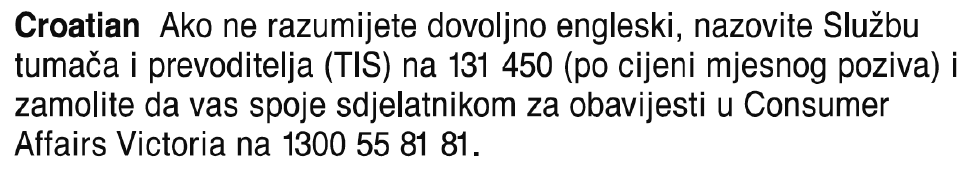 Croatian Ako ne razumijete dovoljno engleski, nazovite Službu
tumača i prevoditelja (TIS) na 131 450 (po cijeni mjesnog poziva) i
zamolite da vas spoje sdjelatnikom za obavijesti u Consumer
Affairs Victoria na 1300 55 81 81.